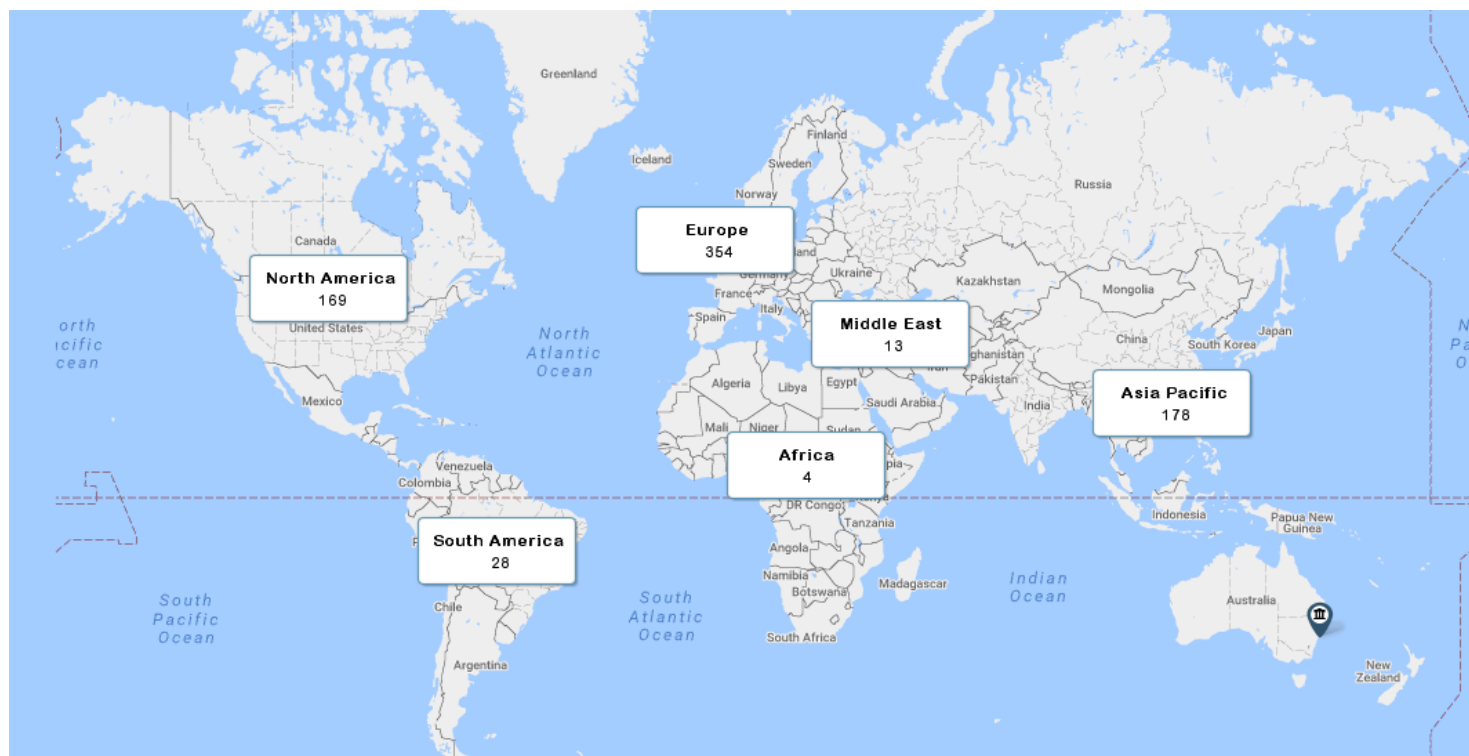 Greenland
Iceland
Finland
Sweden
Norway
Russia
Canada
Europe
354
North America
169
Germany
Ukraine
Kazakhstan
Mongolia
France
Italy
Spain
United States
North
Atlantic
Ocean
Middle East
13
China
South Korea
Japan
Pakistan
India
Mexico
Algeria
Libya
Egypt
Saudi Arabia
Asia Pacific
178
Mali
Niger
Sudan
Africa
4
Venezuela
Colombia
DR Congo
Tanzania
Indonesia
Papua New
Guinea
South America
28
Angola
Namibia
Botswana
Madagascar
Indian
Ocean
South
Pacific
Ocean
South
Atlantic
Ocean
Chile
Australia
South Africa
Argentina
New
Zealand